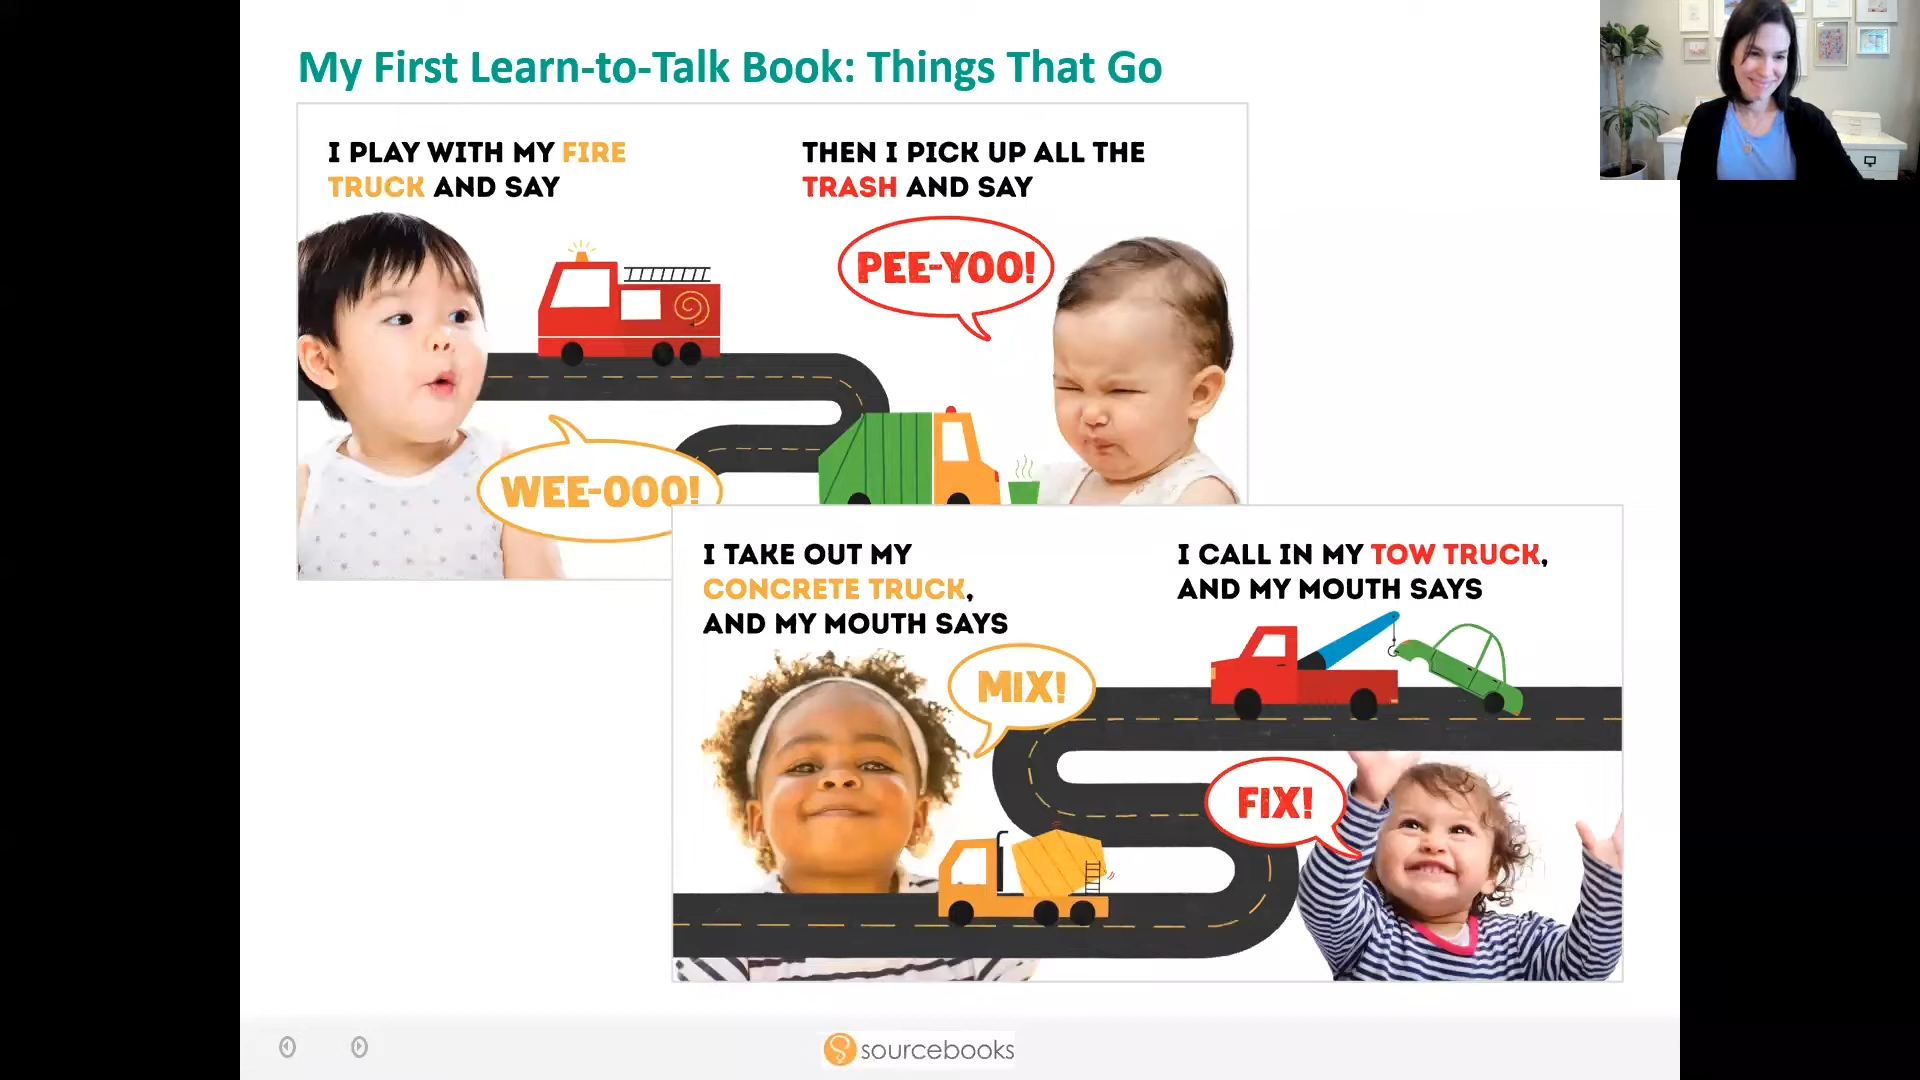 My First Learn-to-Talk Book: Things That Go
I PLAY WITH MY FIRE
TRUCK AND SAY
WEE-OOO!
THEN I PICK UP ALL THE
TRASH AND SAY
PEE-YOO!
I TAKE OUT MY
CONCRETE TRUCK,
AND MY MOUTH SAYS
MIX!
I CALL IN MY TOW TRUCK,
AND MY MOUTH SAYS
FIX!
sourcebooks